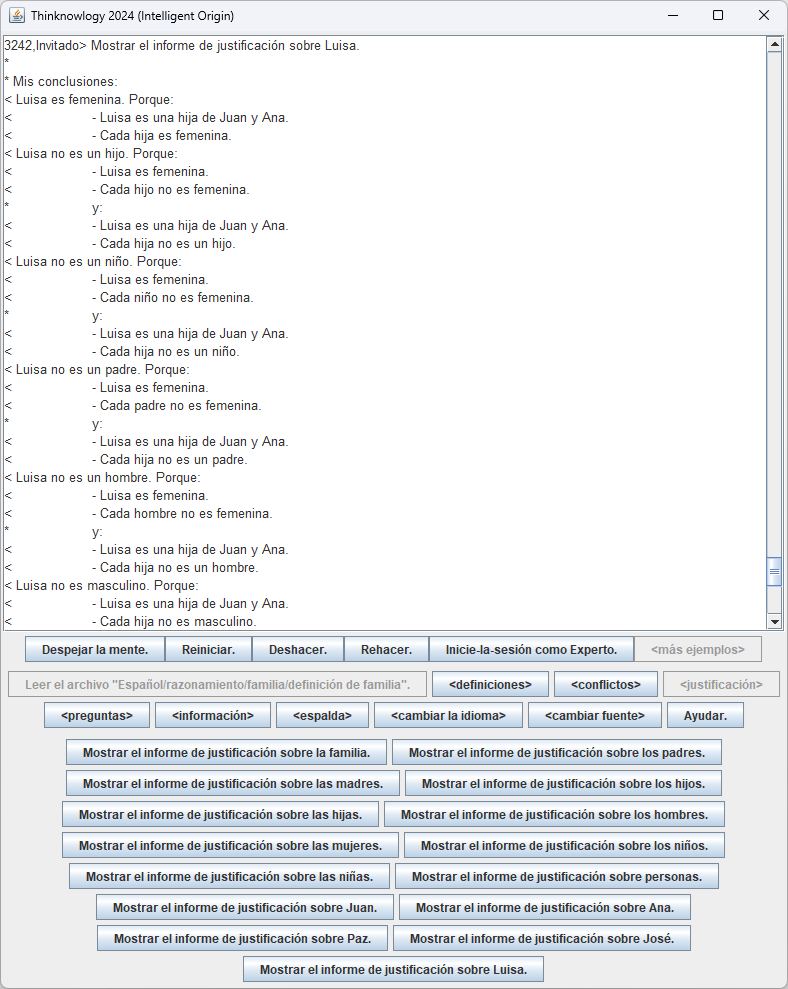 Thinknowlogy 2024 (Intelligent Origin)
3242,Invitado> Mostrar el informe de justificación sobre Luisa.
*
* Mis conclusiones:
< Luisa es femenina. Porque:
< - Luisa es una hija de Juan y Ana.
< - Cada hija es femenina.
< Luisa no es un hijo. Porque:
< - Luisa es femenina.
< - Cada hijo no es femenina.
* y:
< - Luisa es una hija de Juan y Ana.
< - Cada hija no es un hijo.
< Luisa no es un niño. Porque:
< - Luisa es femenina.
< - Cada niño no es femenina.
* y:
< - Luisa es una hija de Juan y Ana.
< - Cada hija no es un niño.
< Luisa no es un padre. Porque:
< - Luisa es femenina.
< - Cada padre no es femenina.
* y:
< - Luisa es una hija de Juan y Ana.
< - Cada hija no es un padre.
< Luisa no es un hombre. Porque:
< - Luisa es femenina.
< - Cada hombre no es femenina.
* y:
< - Luisa es una hija de Juan y Ana.
< - Cada hija no es un hombre.
< Luisa no es masculino. Porque:
< - Luisa es una hija de Juan y Ana.
< - Cada hija no es masculino.
Despejar la mente. Reiniciar. Deshacer. Rehacer. Inicie-la-sesión como Experto. <más ejemplos>
Leer el archivo "Español/razonamiento/familia/definición de familia". <definiciones> <conflictos> <justificación>
<preguntas> <información> <espalda> <cambiar la idioma> <cambiar fuente> Ayudar.
Mostrar el informe de justificación sobre la familia. Mostrar el informe de justificación sobre los padres.
Mostrar el informe de justificación sobre las madres. Mostrar el informe de justificación sobre los hijos.
Mostrar el informe de justificación sobre las hijas. Mostrar el informe de justificación sobre los hombres.
Mostrar el informe de justificación sobre las mujeres. Mostrar el informe de justificación sobre los niños.
Mostrar el informe de justificación sobre las niñas. Mostrar el informe de justificación sobre personas.
Mostrar el informe de justificación sobre Juan. Mostrar el informe de justificación sobre Ana.
Mostrar el informe de justificación sobre Paz. Mostrar el informe de justificación sobre José.
Mostrar el informe de justificación sobre Luisa.